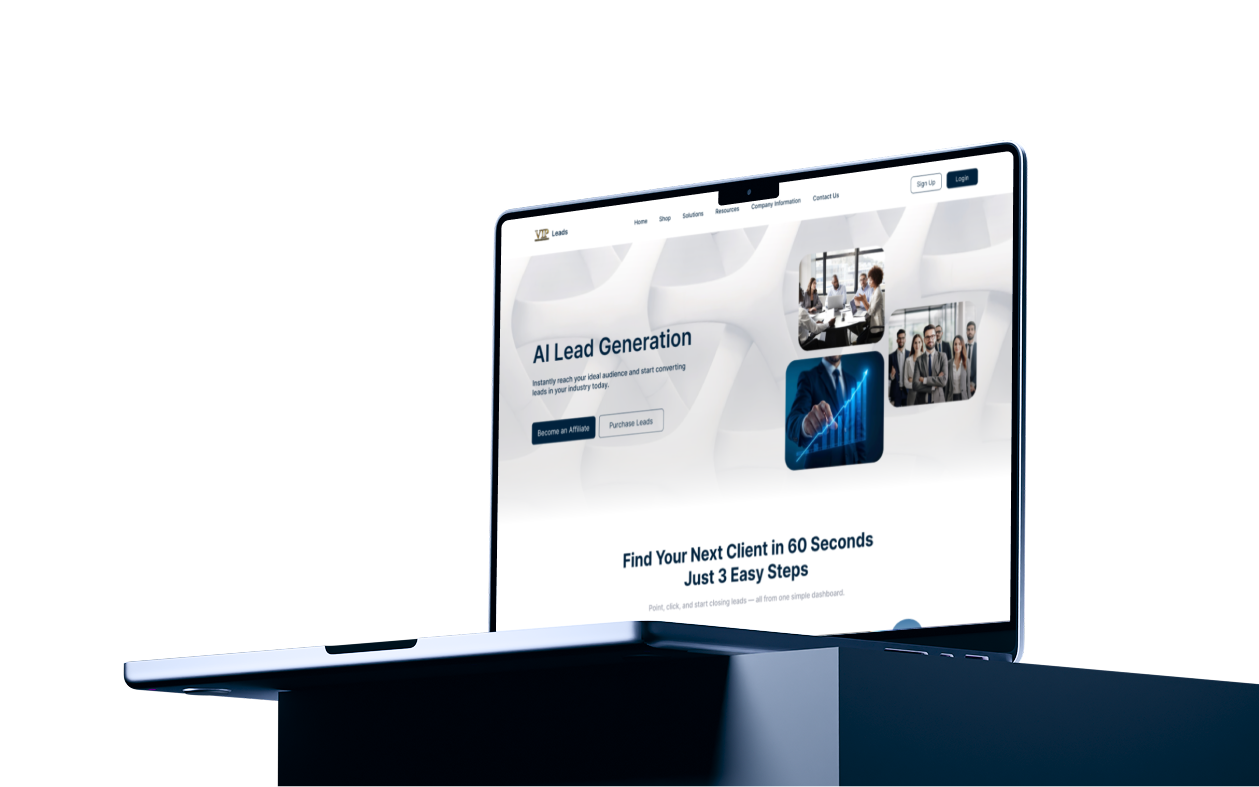 VIP Leads
Home Shop Solutions Resources Company Information Contact Us
Sign Up Login
AI Lead Generation
Instantly reach your ideal audience and start converting
leads in your industry today.
Become an Affiliate Purchase Leads
Find Your Next Client in 60 Seconds
Just 3 Easy Steps
Point, click, and start closing leads — all from one simple dashboard.